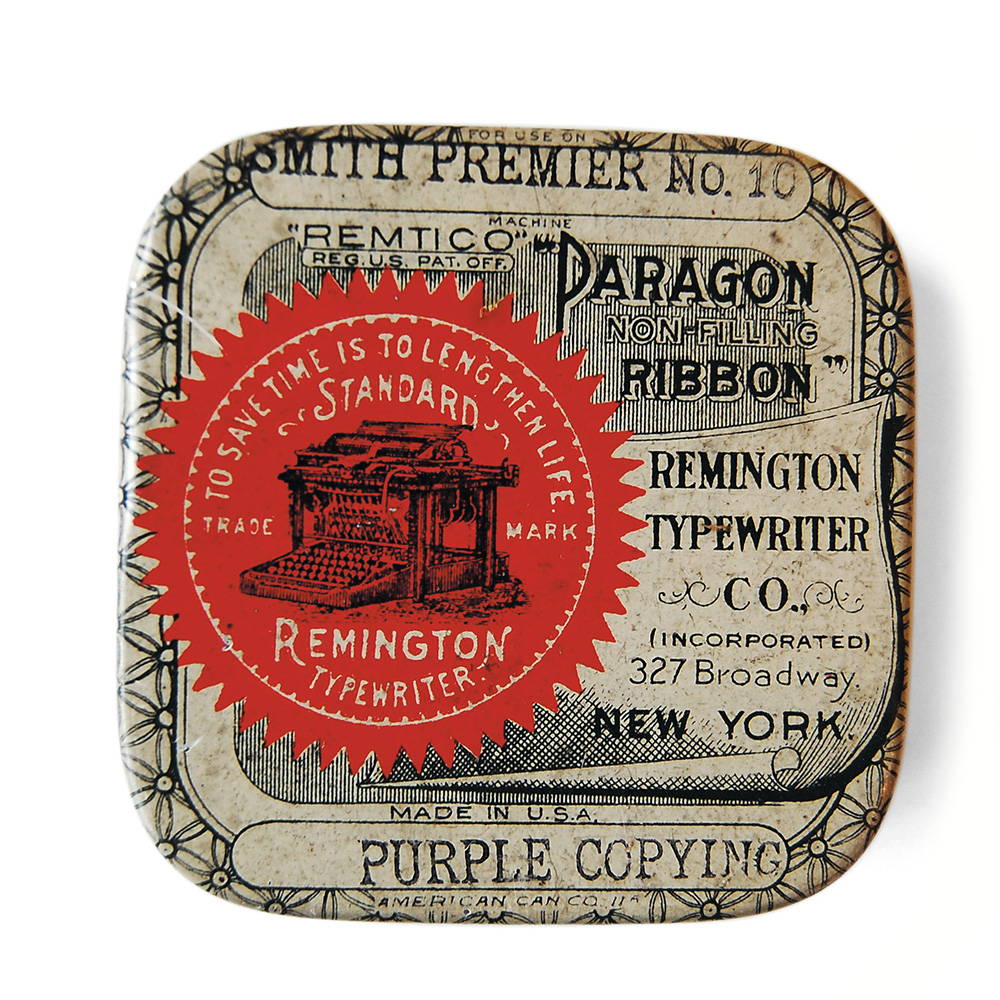 FOR USE ON
SMITH PREMIER NO. 10
MACHINE
"REMTICO"
REG. U.S. PAT. OFF.
"PARAGON
NON-FILLING
RIBBON"
TO SAVE TIME IS TO LENGTHEN LIFE.
STANDARD
TRADE MARK
REMINGTON
TYPEWRITER.
REMINGTON
TYPEWRITER
CO.,
(INCORPORATED)
327 Broadway.
NEW YORK.
MADE IN U.S.A.
PURPLE COPYING
AMERICAN CAN CO.